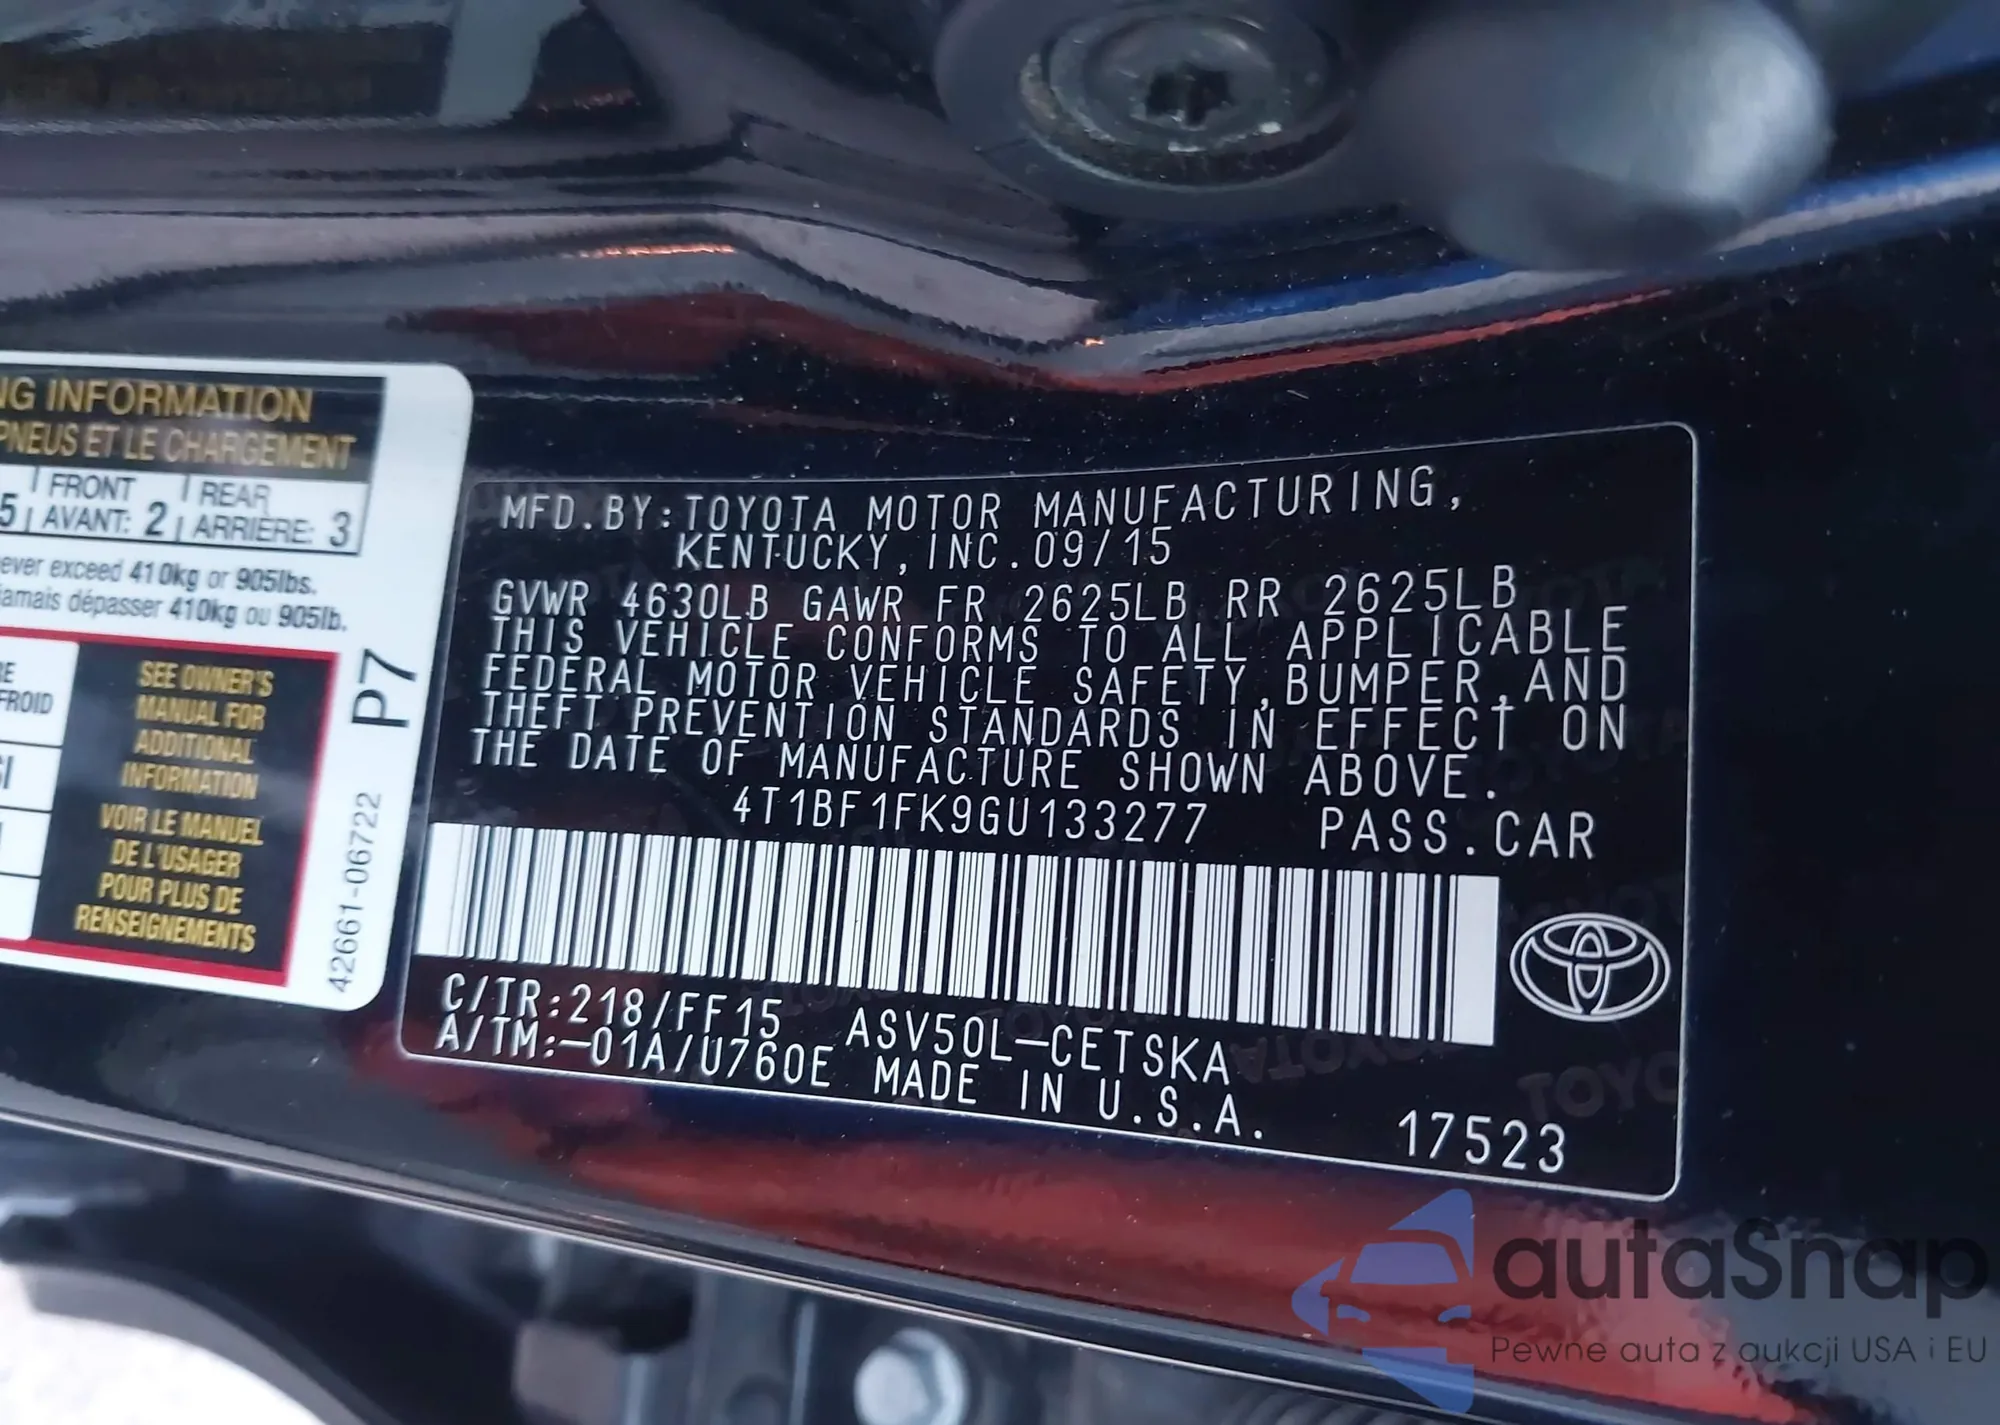 NG INFORMATION
PNEUS ET LE CHARGEMENT
5 FRONT REAR
AVANT: 2 ARRIÈRE: 3
ever exceed 410kg or 905lbs.
jamais dépasser 410kg ou 905lb.
RE
FROID
SEE OWNER'S
MANUAL FOR
ADDITIONAL
INFORMATION
VOIR LE MANUEL
DE L'USAGER
POUR PLUS DE
RENSEIGNEMENTS
P7
42661-06722
MFD.BY:TOYOTA MOTOR MANUFACTURING,
KENTUCKY,INC.09/15
GVWR 4630LB GAWR FR 2625LB RR 2625LB
THIS VEHICLE CONFORMS TO ALL APPLICABLE
FEDERAL MOTOR VEHICLE SAFETY,BUMPER,AND
THEFT PREVENTION STANDARDS IN EFFECT ON
THE DATE OF MANUFACTURE SHOWN ABOVE.
4T1BF1FK9GU133277 PASS.CAR
C/TR:218/FF15 ASV50L-CETSKA
A/TM:-01A/U760E MADE IN U.S.A.
17523
autaSnap
Pewne auta z aukcji USA i EU